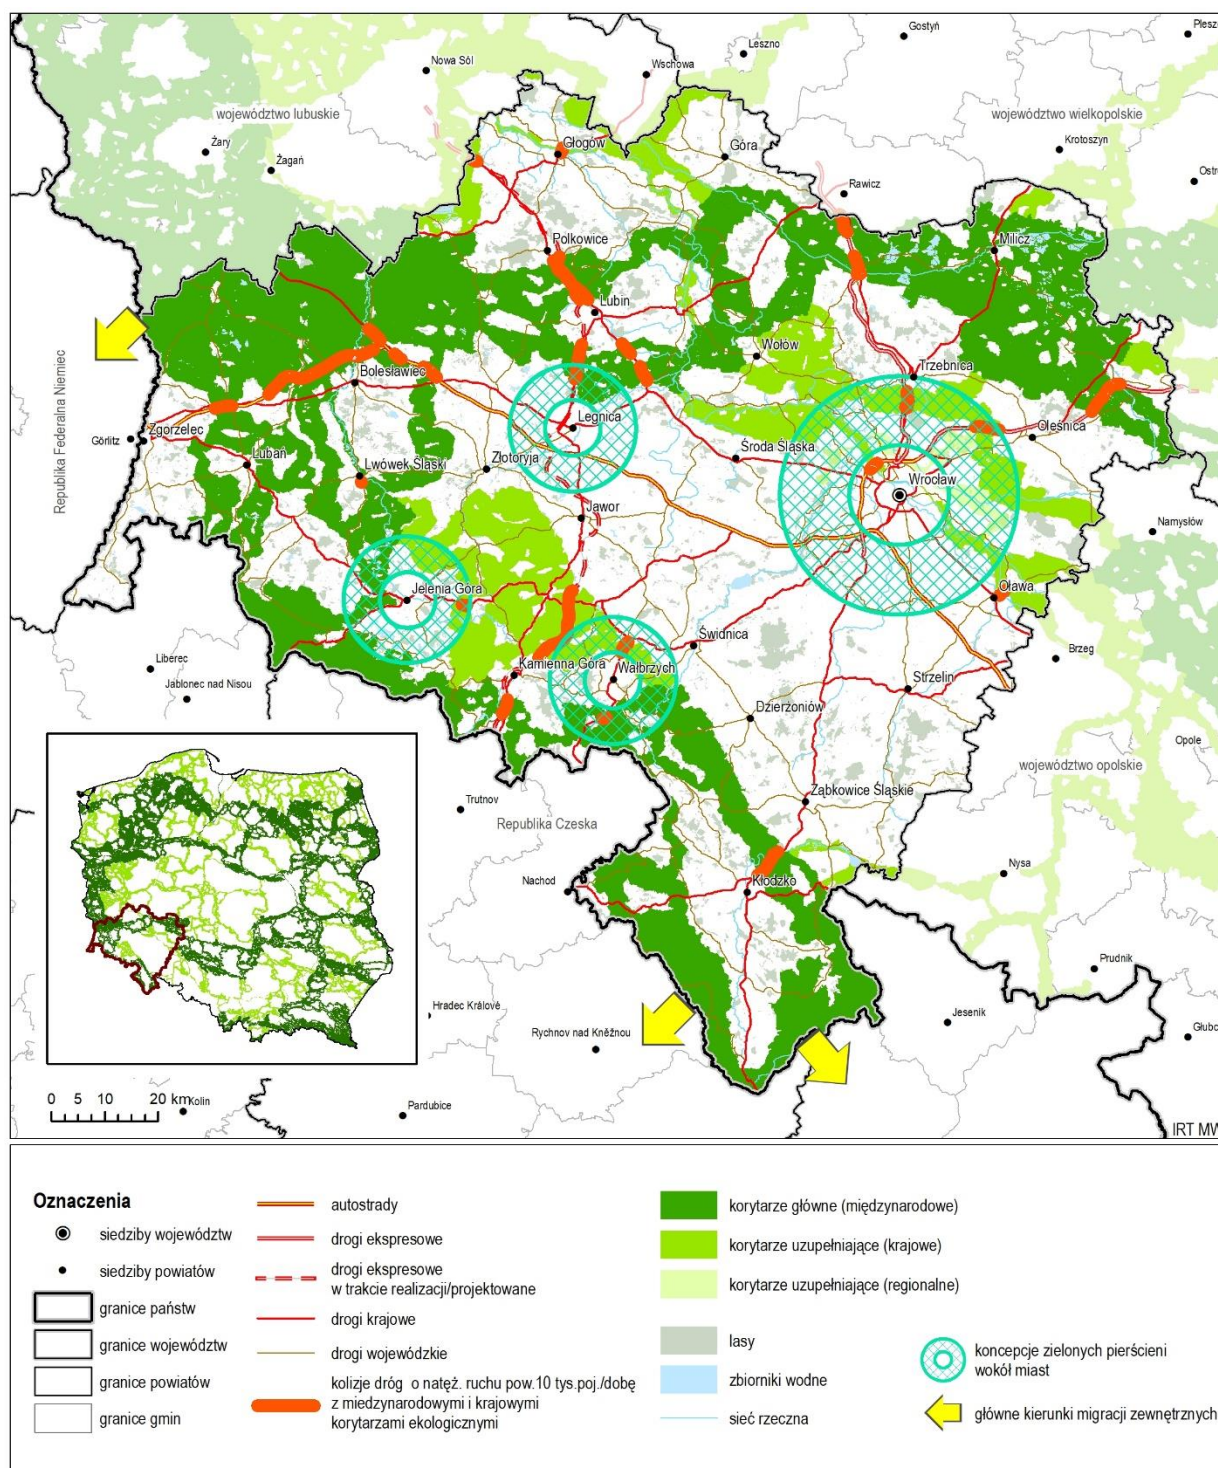 Gostyń
Plesz
Leszno
Nowa Sól
Wschowa
województwo lubuskie
województwo wielkopolskie
Żary
Żagań
Głogów
Góra
Krotoszyn
Ostr
Rawicz
Polkowice
Milicz
Lubin
Wołów
Trzebnica
Bolesławiec
Republika Federalna Niemiec
Legnica
Görlitz
Zgorzelec
Oleśnica
Lubań
Lwówek Śląski
Złotoryja
Środa Śląska
Wrocław
Jawor
Namysłów
Jelenia Góra
Oława
Świdnica
Liberec
Kamienna Góra
Wałbrzych
Brzeg
Jablonec nad Nisou
Strzelin
Dzierżoniów
Opole
województwo opolskie
Trutnov
Republika Czeska
Ząbkowice Śląskie
Nysa
Nachod
Kłodzko
Prudnik
Hradec Králové
Rychnov nad Kněžnou
Jesenik
Głubc
0 5 10 20 km
Kolin
Pardubice
IRT MW
Oznaczenia
siedziby województw
siedziby powiatów
granice państw
granice województw
granice powiatów
granice gmin
autostrady
drogi ekspresowe
drogi ekspresowe
w trakcie realizacji/projektowane
drogi krajowe
drogi wojewódzkie
kolizje dróg o natęż. ruchu pow.10 tys.poj./dobę
z miedzynarodowymi i krajowymi
korytarzami ekologicznymi
korytarze główne (międzynarodowe)
korytarze uzupełniające (krajowe)
korytarze uzupełniające (regionalne)
lasy
zbiorniki wodne
sieć rzeczna
koncepcje zielonych pierścieni
wokół miast
główne kierunki migracji zewnętrznych